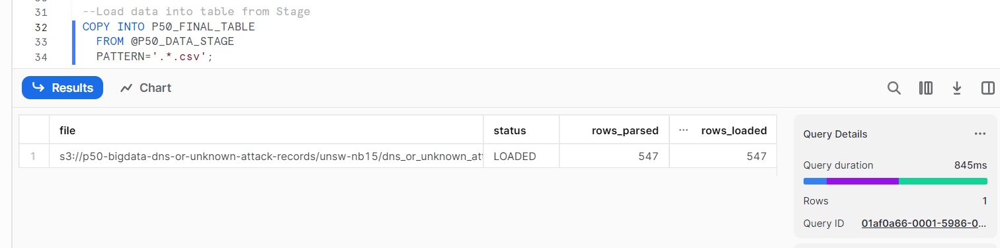 31 --Load data into table from Stage
32 COPY INTO P50_FINAL_TABLE
33 FROM @P50_DATA_STAGE
34 PATTERN='.*.csv';
Results Chart
file status rows_parsed ... rows_loaded
1 s3://p50-bigdata-dns-or-unknown-attack-records/unsw-nb15/dns_or_unknown_at LOADED 547 547
Query Details ...
Query duration 845ms
Rows 1
Query ID 01af0a66-0001-5986-0...